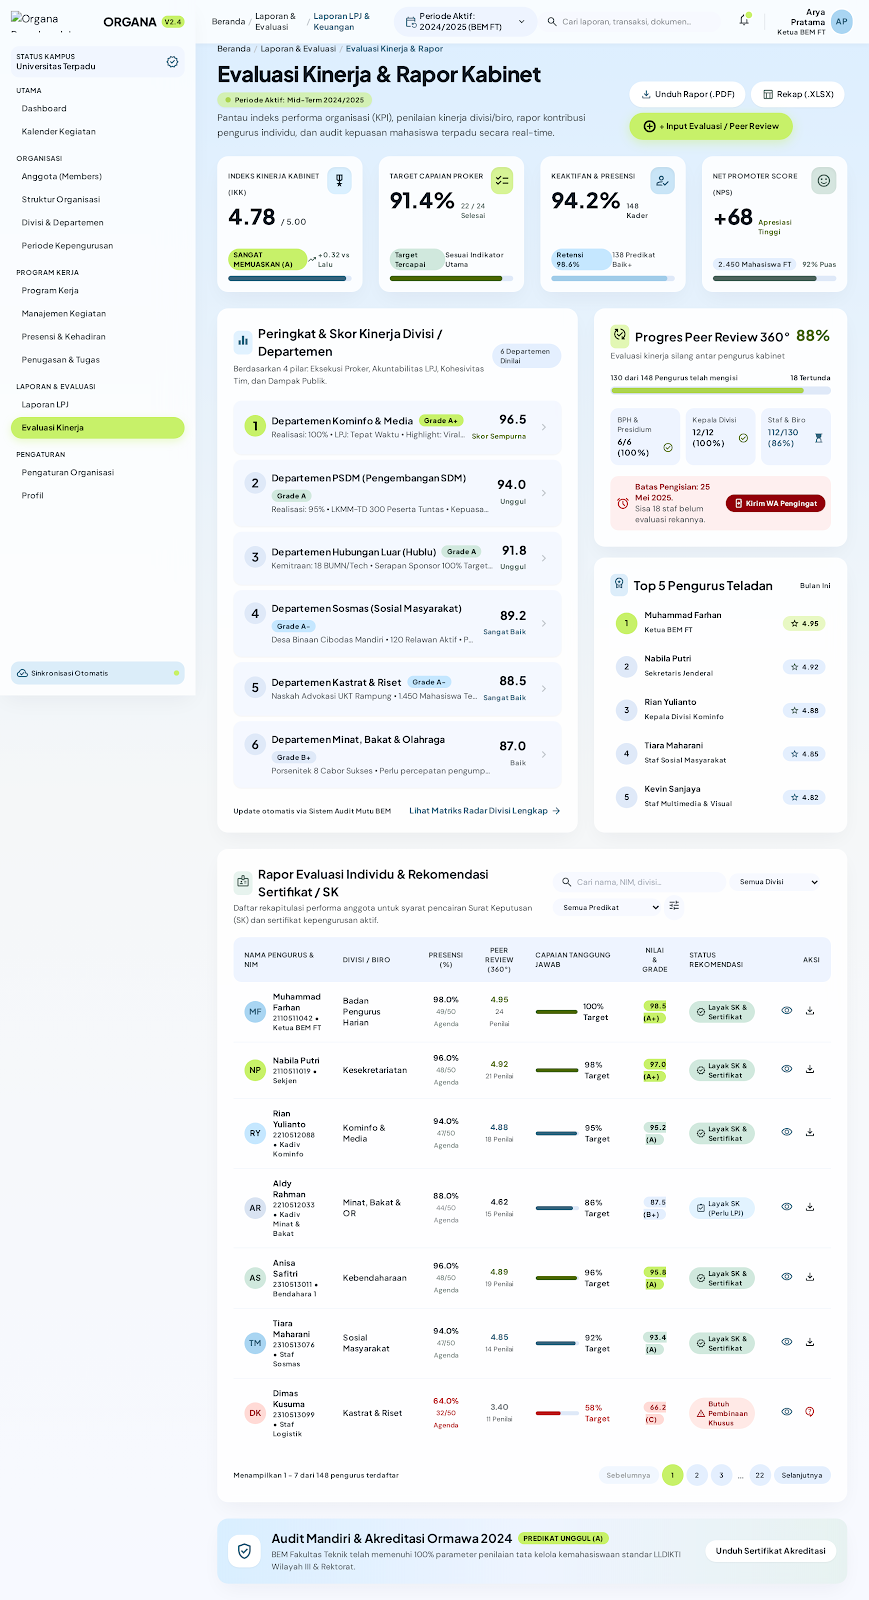 Organa
ORGANA V2.4
Beranda / Laporan & Evaluasi / Laporan LPJ & Keuangan
Periode Aktif: 2024/2025 (BEM FT)
Cari laporan, transaksi, dokumen...
Arya Pratama
Ketua BEM FT
AP
STATUS KAMPUS
Universitas Terpadu
UTAMA
Dashboard
Kalender Kegiatan
ORGANISASI
Anggota (Members)
Struktur Organisasi
Divisi & Departemen
Periode Kepengurusan
PROGRAM KERJA
Program Kerja
Manajemen Kegiatan
Presensi & Kehadiran
Penugasan & Tugas
LAPORAN & EVALUASI
Laporan LPJ
Evaluasi Kinerja
PENGATURAN
Pengaturan Organisasi
Profil
Sinkronisasi Otomatis
Beranda / Laporan & Evaluasi / Evaluasi Kinerja & Rapor
Evaluasi Kinerja & Rapor Kabinet
Periode Aktif: Mid-Term 2024/2025
Pantau indeks performa organisasi (KPI), penilaian kinerja divisi/biro, rapor kontribusi
pengurus individu, dan audit kepuasan mahasiswa terpadu secara real-time.
Unduh Rapor (.PDF)
Rekap (.XLSX)
+ Input Evaluasi / Peer Review
INDEKS KINERJA KABINET
(IKK)
4.78 / 5.00
SANGAT MEMUASKAN (A)
+0.32 vs Lalu
TARGET CAPAIAN PROKER
91.4% 22 / 24 Selesai
Target Tercapai
Sesuai Indikator Utama
KEAKTIFAN & PRESENSI
94.2% 148 Kader
Retensi 98.6%
138 Predikat Baik+
NET PROMOTER SCORE
(NPS)
+68 Apresiasi Tinggi
2.450 Mahasiswa FT
92% Puas
Peringkat & Skor Kinerja Divisi /
Departemen
Berdasarkan 4 pilar: Eksekusi Proker, Akuntabilitas LPJ, Kohesivitas
Tim, dan Dampak Publik.
6 Departemen Dinilai
1 Departemen Kominfo & Media Grade A+ 96.5
Realisasi: 100% • LPJ: Tepat Waktu • Highlight: Viral... Skor Sempurna
2 Departemen PSDM (Pengembangan SDM)
Grade A 94.0 Unggul
Realisasi: 95% • LKMM-TD 300 Peserta Tuntas • Kepuasa...
3 Departemen Hubungan Luar (Hublu) Grade A 91.8
Kemitraan: 18 BUMN/Tech • Serapan Sponsor 100% Target... Unggul
4 Departemen Sosmas (Sosial Masyarakat)
Grade A- 89.2 Sangat Baik
Desa Binaan Cibodas Mandiri • 120 Relawan Aktif • P...
5 Departemen Kastrat & Riset Grade A- 88.5
Naskah Advokasi UKT Rampung • 1.450 Mahasiswa Te... Sangat Baik
6 Departemen Minat, Bakat & Olahraga
Grade B+ 87.0 Baik
Porsenitek 8 Cabor Sukses • Perlu percepatan pengump...
Update otomatis via Sistem Audit Mutu BEM
Lihat Matriks Radar Divisi Lengkap →
Progres Peer Review 360° 88%
Evaluasi kinerja silang antar pengurus kabinet
130 dari 148 Pengurus telah mengisi 18 Tertunda
BPH & Presidium
6/6 (100%)
Kepala Divisi
12/12 (100%)
Staf & Biro
112/130 (86%)
Batas Pengisian: 25
Mei 2025.
Sisa 18 staf belum
evaluasi rekannya.
Kirim WA Pengingat
Top 5 Pengurus Teladan Bulan Ini
1 Muhammad Farhan
Ketua BEM FT
4.95
2 Nabila Putri
Sekretaris Jenderal
4.92
3 Rian Yulianto
Kepala Divisi Kominfo
4.88
4 Tiara Maharani
Staf Sosial Masyarakat
4.85
5 Kevin Sanjaya
Staf Multimedia & Visual
4.82
Rapor Evaluasi Individu & Rekomendasi
Sertifikat / SK
Daftar rekapitulasi performa anggota untuk syarat pencairan Surat Keputusan
(SK) dan sertifikat kepengurusan aktif.
Cari nama, NIM, divisi...
Semua Divisi
Semua Predikat
NAMA PENGURUS & NIM DIVISI / BIRO PRESENSI (%) PEER REVIEW (360°) CAPAIAN TANGGUNG JAWAB NILAI & GRADE STATUS REKOMENDASI AKSI
MF Muhammad Farhan 2110511042 • Ketua BEM FT Badan Pengurus Harian 98.0% 49/50 Agenda 4.95 24 Penilai 100% Target 98.5 (A+) Layak SK & Sertifikat
NP Nabila Putri 2110511019 • Sekjen Kesekretariatan 96.0% 48/50 Agenda 4.92 21 Penilai 98% Target 97.0 (A+) Layak SK & Sertifikat
RY Rian Yulianto 2210512088 • Kadiv Kominfo Kominfo & Media 94.0% 47/50 Agenda 4.88 18 Penilai 95% Target 95.2 (A) Layak SK & Sertifikat
AR Aldy Rahman 2210512033 • Kadiv Minat & Bakat Minat, Bakat & OR 88.0% 44/50 Agenda 4.62 15 Penilai 86% Target 87.5 (B+) Layak SK (Perlu LPJ)
AS Anisa Safitri 2310513011 • Bendahara 1 Kebendaharaan 96.0% 48/50 Agenda 4.89 19 Penilai 96% Target 95.8 (A) Layak SK & Sertifikat
TM Tiara Maharani 2310513076 • Staf Sosmas Sosial Masyarakat 94.0% 47/50 Agenda 4.85 14 Penilai 92% Target 93.4 (A) Layak SK & Sertifikat
DK Dimas Kusuma 2310513099 • Staf Logistik Kastrat & Riset 64.0% 32/50 Agenda 3.40 11 Penilai 58% Target 66.2 (C) Butuh Pembinaan Khusus
Menampilkan 1 - 7 dari 148 pengurus terdaftar
Sebelumnya 1 2 3 ... 22 Selanjutnya
Audit Mandiri & Akreditasi Ormawa 2024 PREDIKAT UNGGUL (A)
BEM Fakultas Teknik telah memenuhi 100% parameter penilaian tata kelola kemahasiswaan standar LLDIKTI
Wilayah III & Rektorat.
Unduh Sertifikat Akreditasi